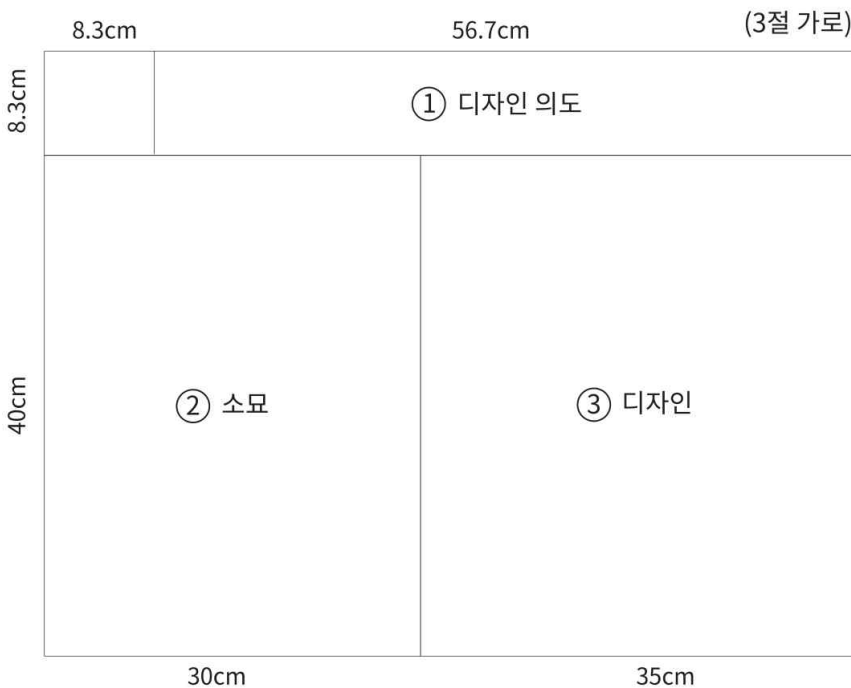 (3절 가로)
8.3cm
56.7cm
8.3cm
① 디자인 의도
40cm
② 소묘
③ 디자인
30cm
35cm